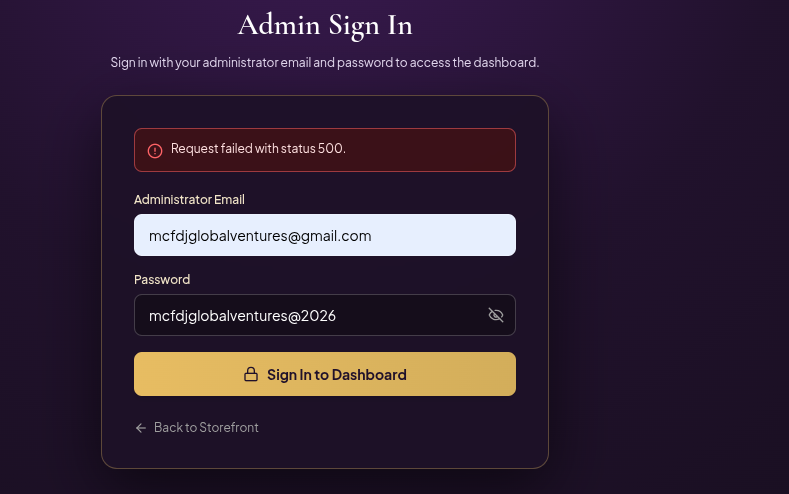 Admin Sign In
Sign in with your administrator email and password to access the dashboard.
Request failed with status 500.
Administrator Email
mcfdjglobalventures@gmail.com
Password
mcfdjglobalventures@2026
Sign In to Dashboard
Back to Storefront